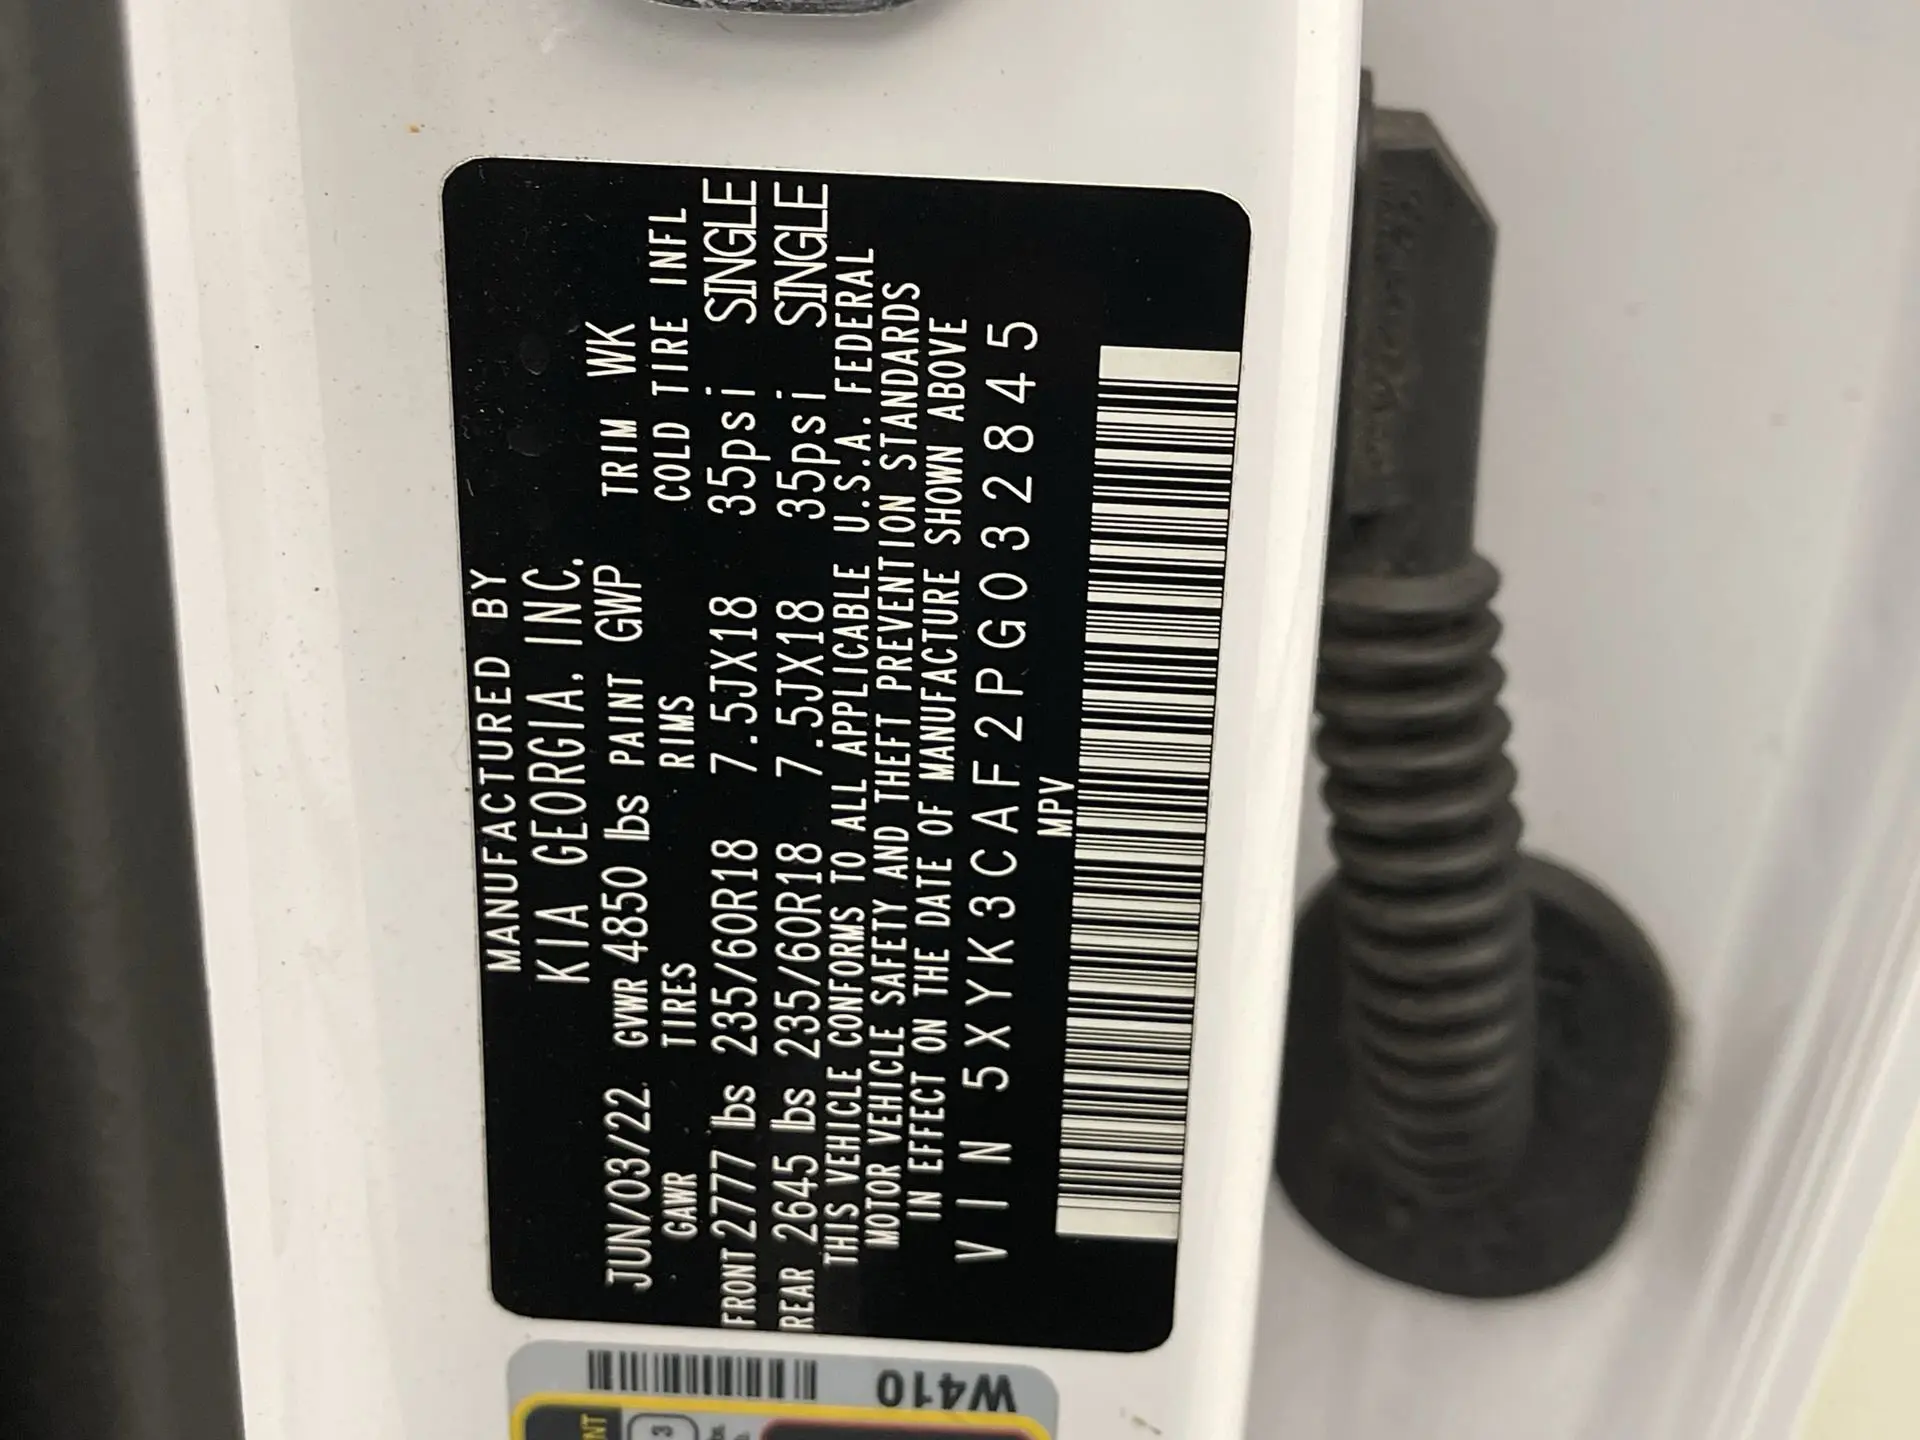 MANUFACTURED BY
KIA GEORGIA, INC.
JUN/03/22 GVWR 4850 lbs PAINT GWP TRIM WK
GAWR TIRES RIMS COLD TIRE INFL
FRONT 2777 lbs 235/60R18 7.5JX18 35psi SINGLE
REAR 2645 lbs 235/60R18 7.5JX18 35psi SINGLE
THIS VEHICLE CONFORMS TO ALL APPLICABLE U.S.A. FEDERAL
MOTOR VEHICLE SAFETY AND THEFT PREVENTION STANDARDS
IN EFFECT ON THE DATE OF MANUFACTURE SHOWN ABOVE
VIN 5XYK3CAF2PG032845
MPV
W410
3